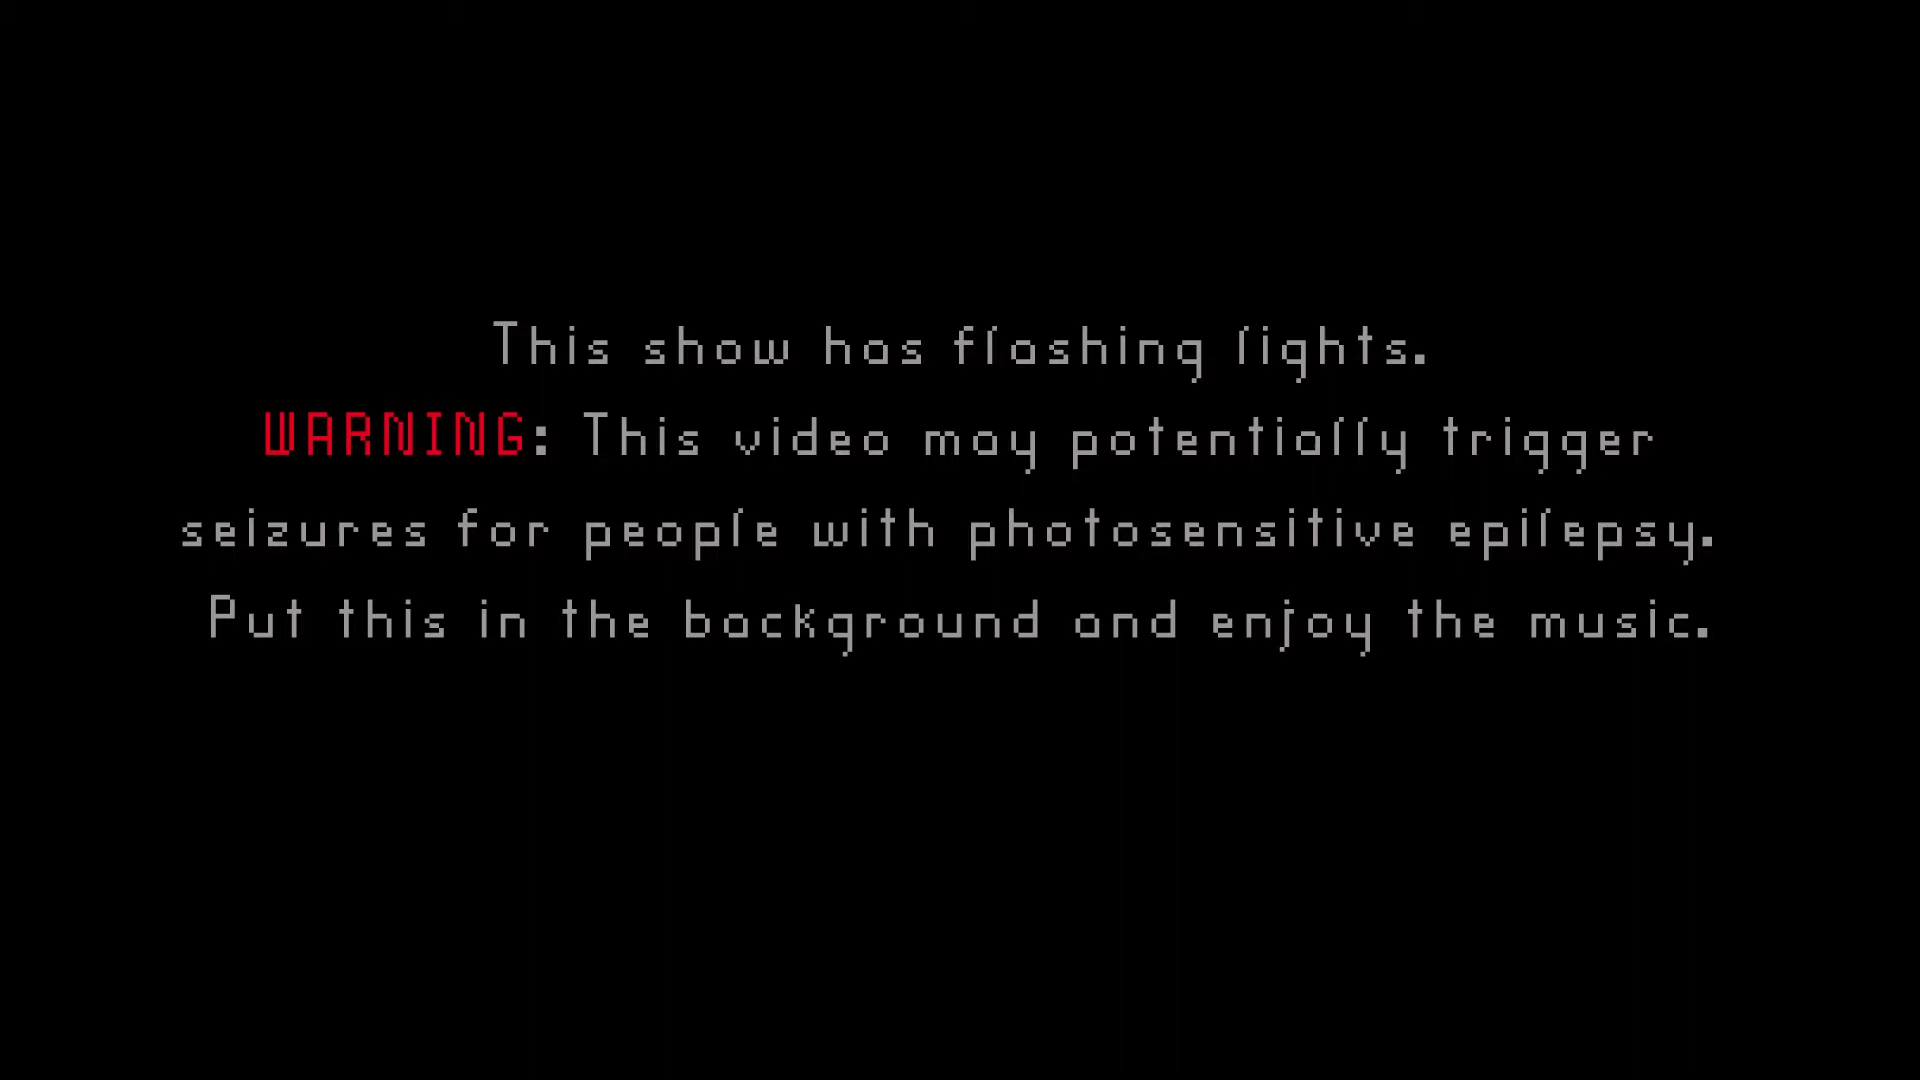 This show has flashing lights.
WARNING: This video may potentially trigger
seizures for people with photosensitive epilepsy.
Put this in the background and enjoy the music.